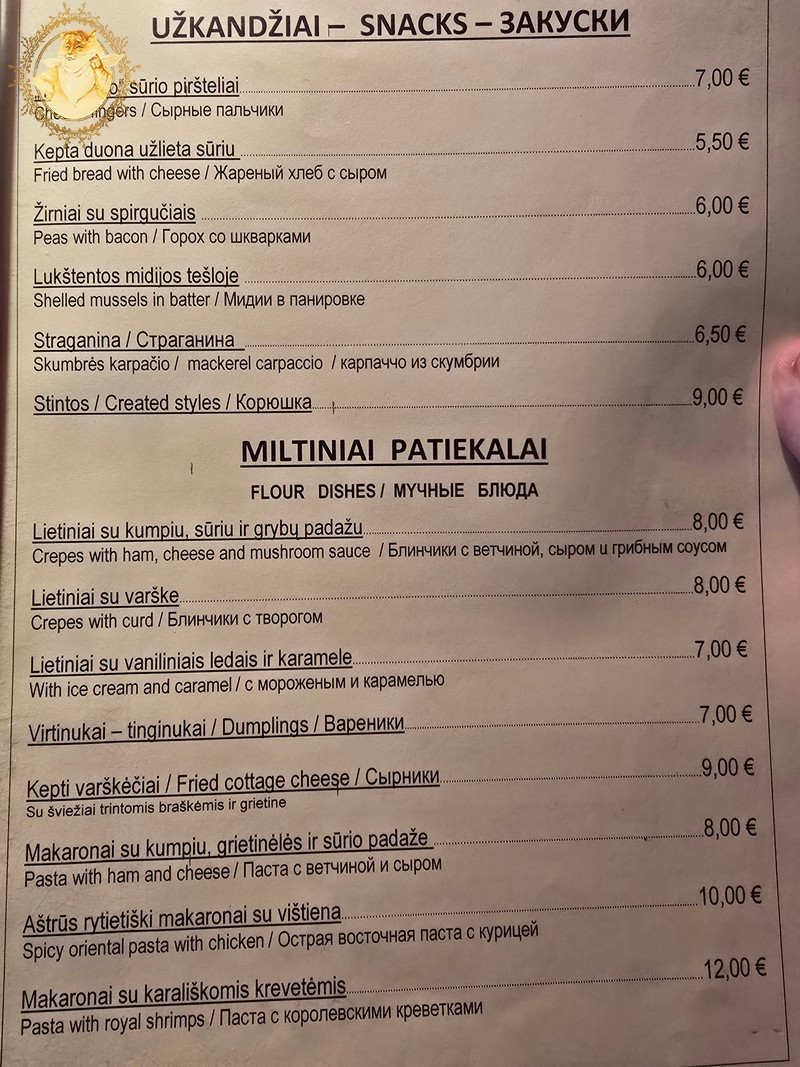 UŽKANDŽIAI – SNACKS – ЗАКУСКИ
sūrio piršteliai 7,00 €
/ Сырные пальчики
Kepta duona užlieta sūriu 5,50 €
Fried bread with cheese / Жареный хлеб с сыром
Žirniai su spirgučiais 6,00 €
Peas with bacon / Горох со шкварками
Lukštentos midijos tešloje 6,00 €
Shelled mussels in batter / Мидии в панировке
Straganina / Страганина 6,50 €
Skumbrės karpačio / mackerel carpaccio / карпаччо из скумбрии
Stintos / Created styles / Корюшка 9,00 €
MILTINIAI PATIEKALAI
FLOUR DISHES / МУЧНЫЕ БЛЮДА
Lietiniai su kumpiu, sūriu ir grybų padažu 8,00 €
Crepes with ham, cheese and mushroom sauce / Блинчики с ветчиной, сыром и грибным соусом
Lietiniai su varške 8,00 €
Crepes with curd / Блинчики с творогом
Lietiniai su vaniliniais ledais ir karamele 7,00 €
With ice cream and caramel / с мороженым и карамелью
Virtinukai – tinginukai / Dumplings / Вареники 7,00 €
Kepti varškėčiai / Fried cottage cheese / Сырники 9,00 €
Su šviežiai trintomis braškėmis ir grietine
Makaronai su kumpiu, grietinėlės ir sūrio padaže 8,00 €
Pasta with ham and cheese / Паста с ветчиной и сыром
Aštrūs rytietiški makaronai su vištiena 10,00 €
Spicy oriental pasta with chicken / Острая восточная паста с курицей
Makaronai su karališkomis krevetėmis 12,00 €
Pasta with royal shrimps / Паста с королевскими креветками